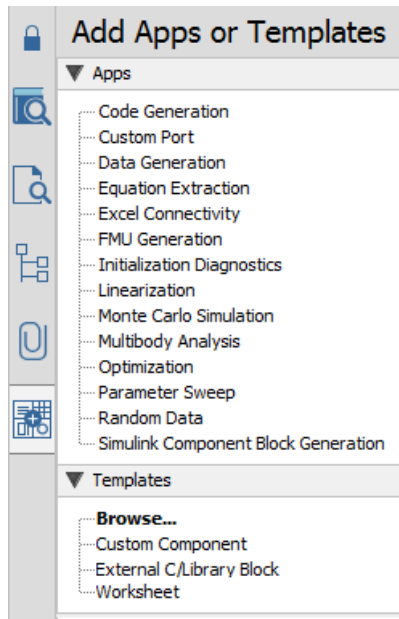 Add Apps or Templates
Apps
Code Generation
Custom Port
Data Generation
Equation Extraction
Excel Connectivity
FMU Generation
Initialization Diagnostics
Linearization
Monte Carlo Simulation
Multibody Analysis
Optimization
Parameter Sweep
Random Data
Simulink Component Block Generation
Templates
Browse...
Custom Component
External C/Library Block
Worksheet